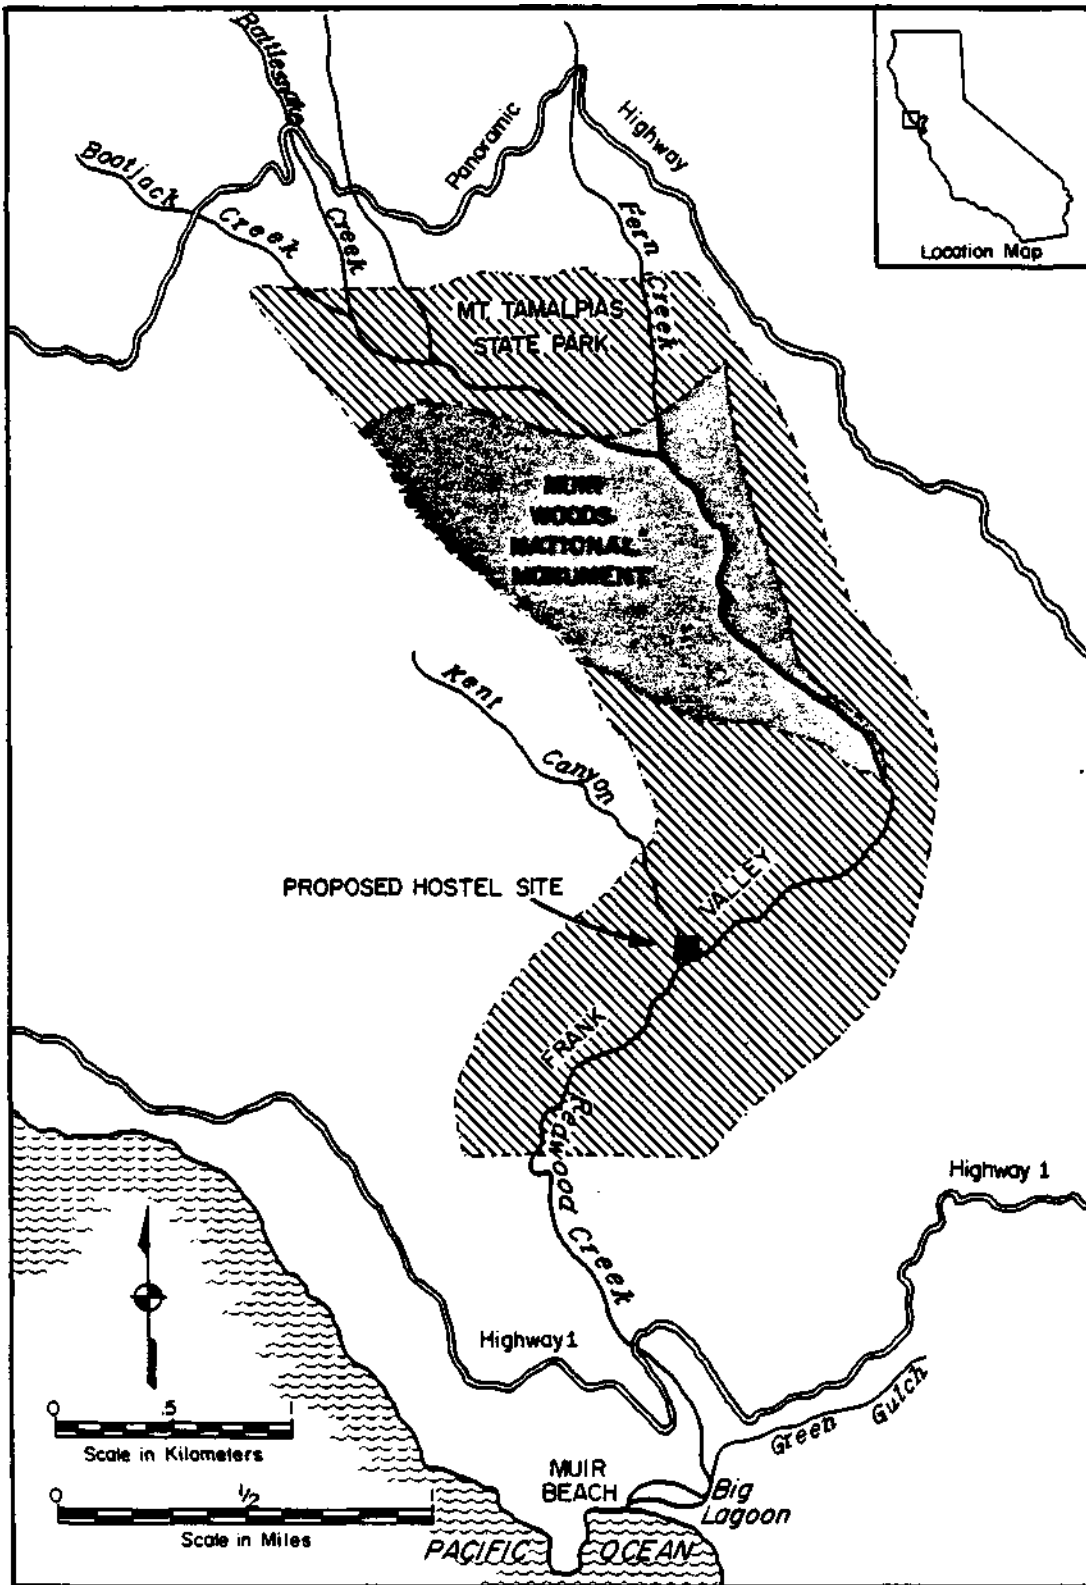 Rattlesnake
Creek
Bootjack
Creek
Panoramic
Highway
Fern
Creek
Location Map
MT. TAMALPIAS
STATE PARK
MUIR
WOODS
NATIONAL
MONUMENT
Kent
Canyon
PROPOSED HOSTEL SITE
VALLEY
FRANK
Redwood Creek
Highway 1
Highway 1
Green Gulch
MUIR
BEACH
Big
Lagoon
PACIFIC OCEAN
0 .5 1
Scale in Kilometers
0 1/2 1
Scale in Miles